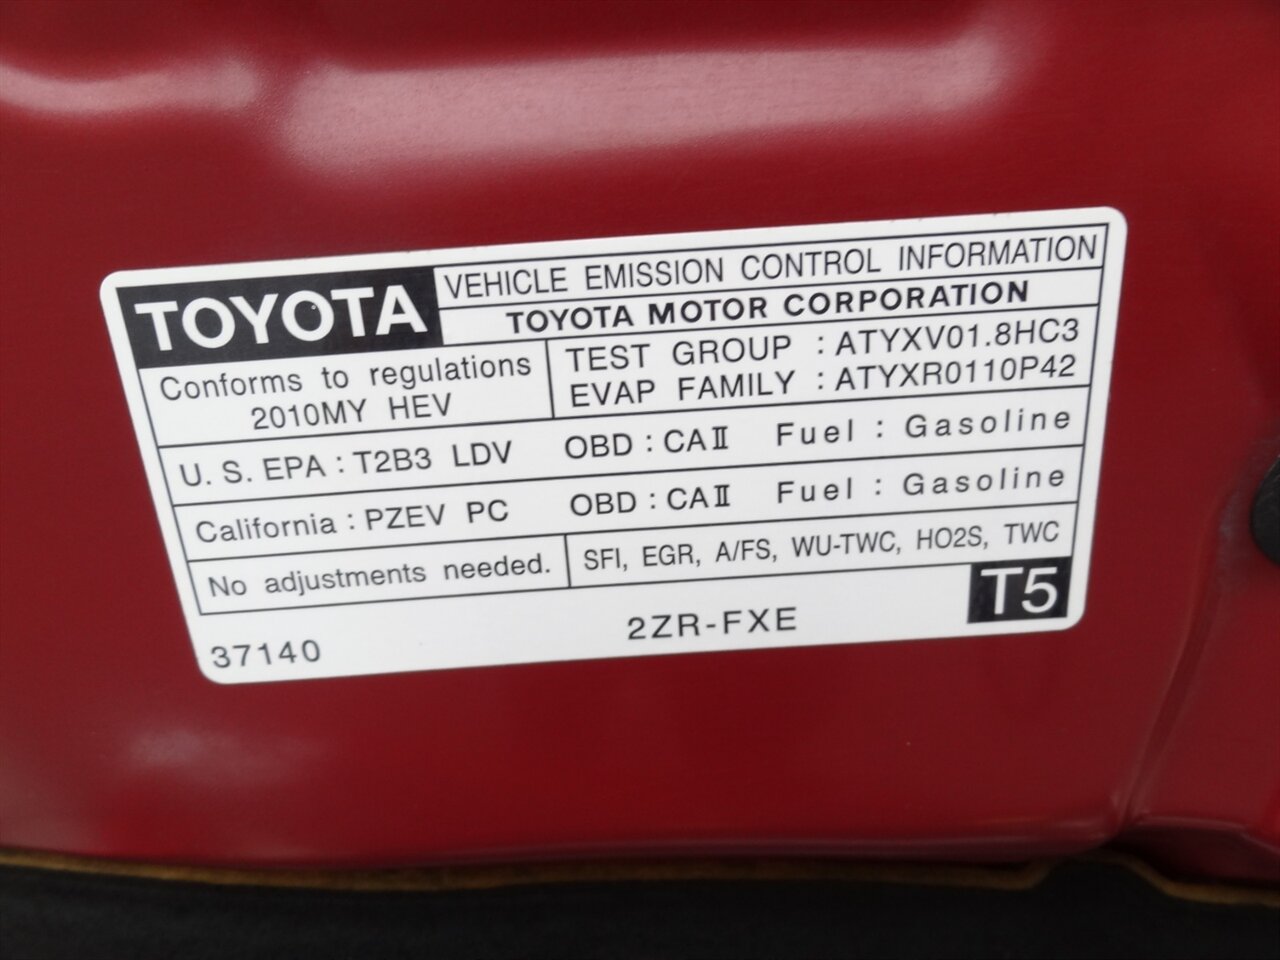 TOYOTA
VEHICLE EMISSION CONTROL INFORMATION
TOYOTA MOTOR CORPORATION
Conforms to regulations
2010MY HEV
TEST GROUP : ATYXV01.8HC3
EVAP FAMILY : ATYXR0110P42
U. S. EPA : T2B3 LDV OBD : CAⅡ Fuel : Gasoline
California : PZEV PC OBD : CAⅡ Fuel : Gasoline
No adjustments needed. SFI, EGR, A/FS, WU-TWC, HO2S, TWC
37140 2ZR-FXE T5